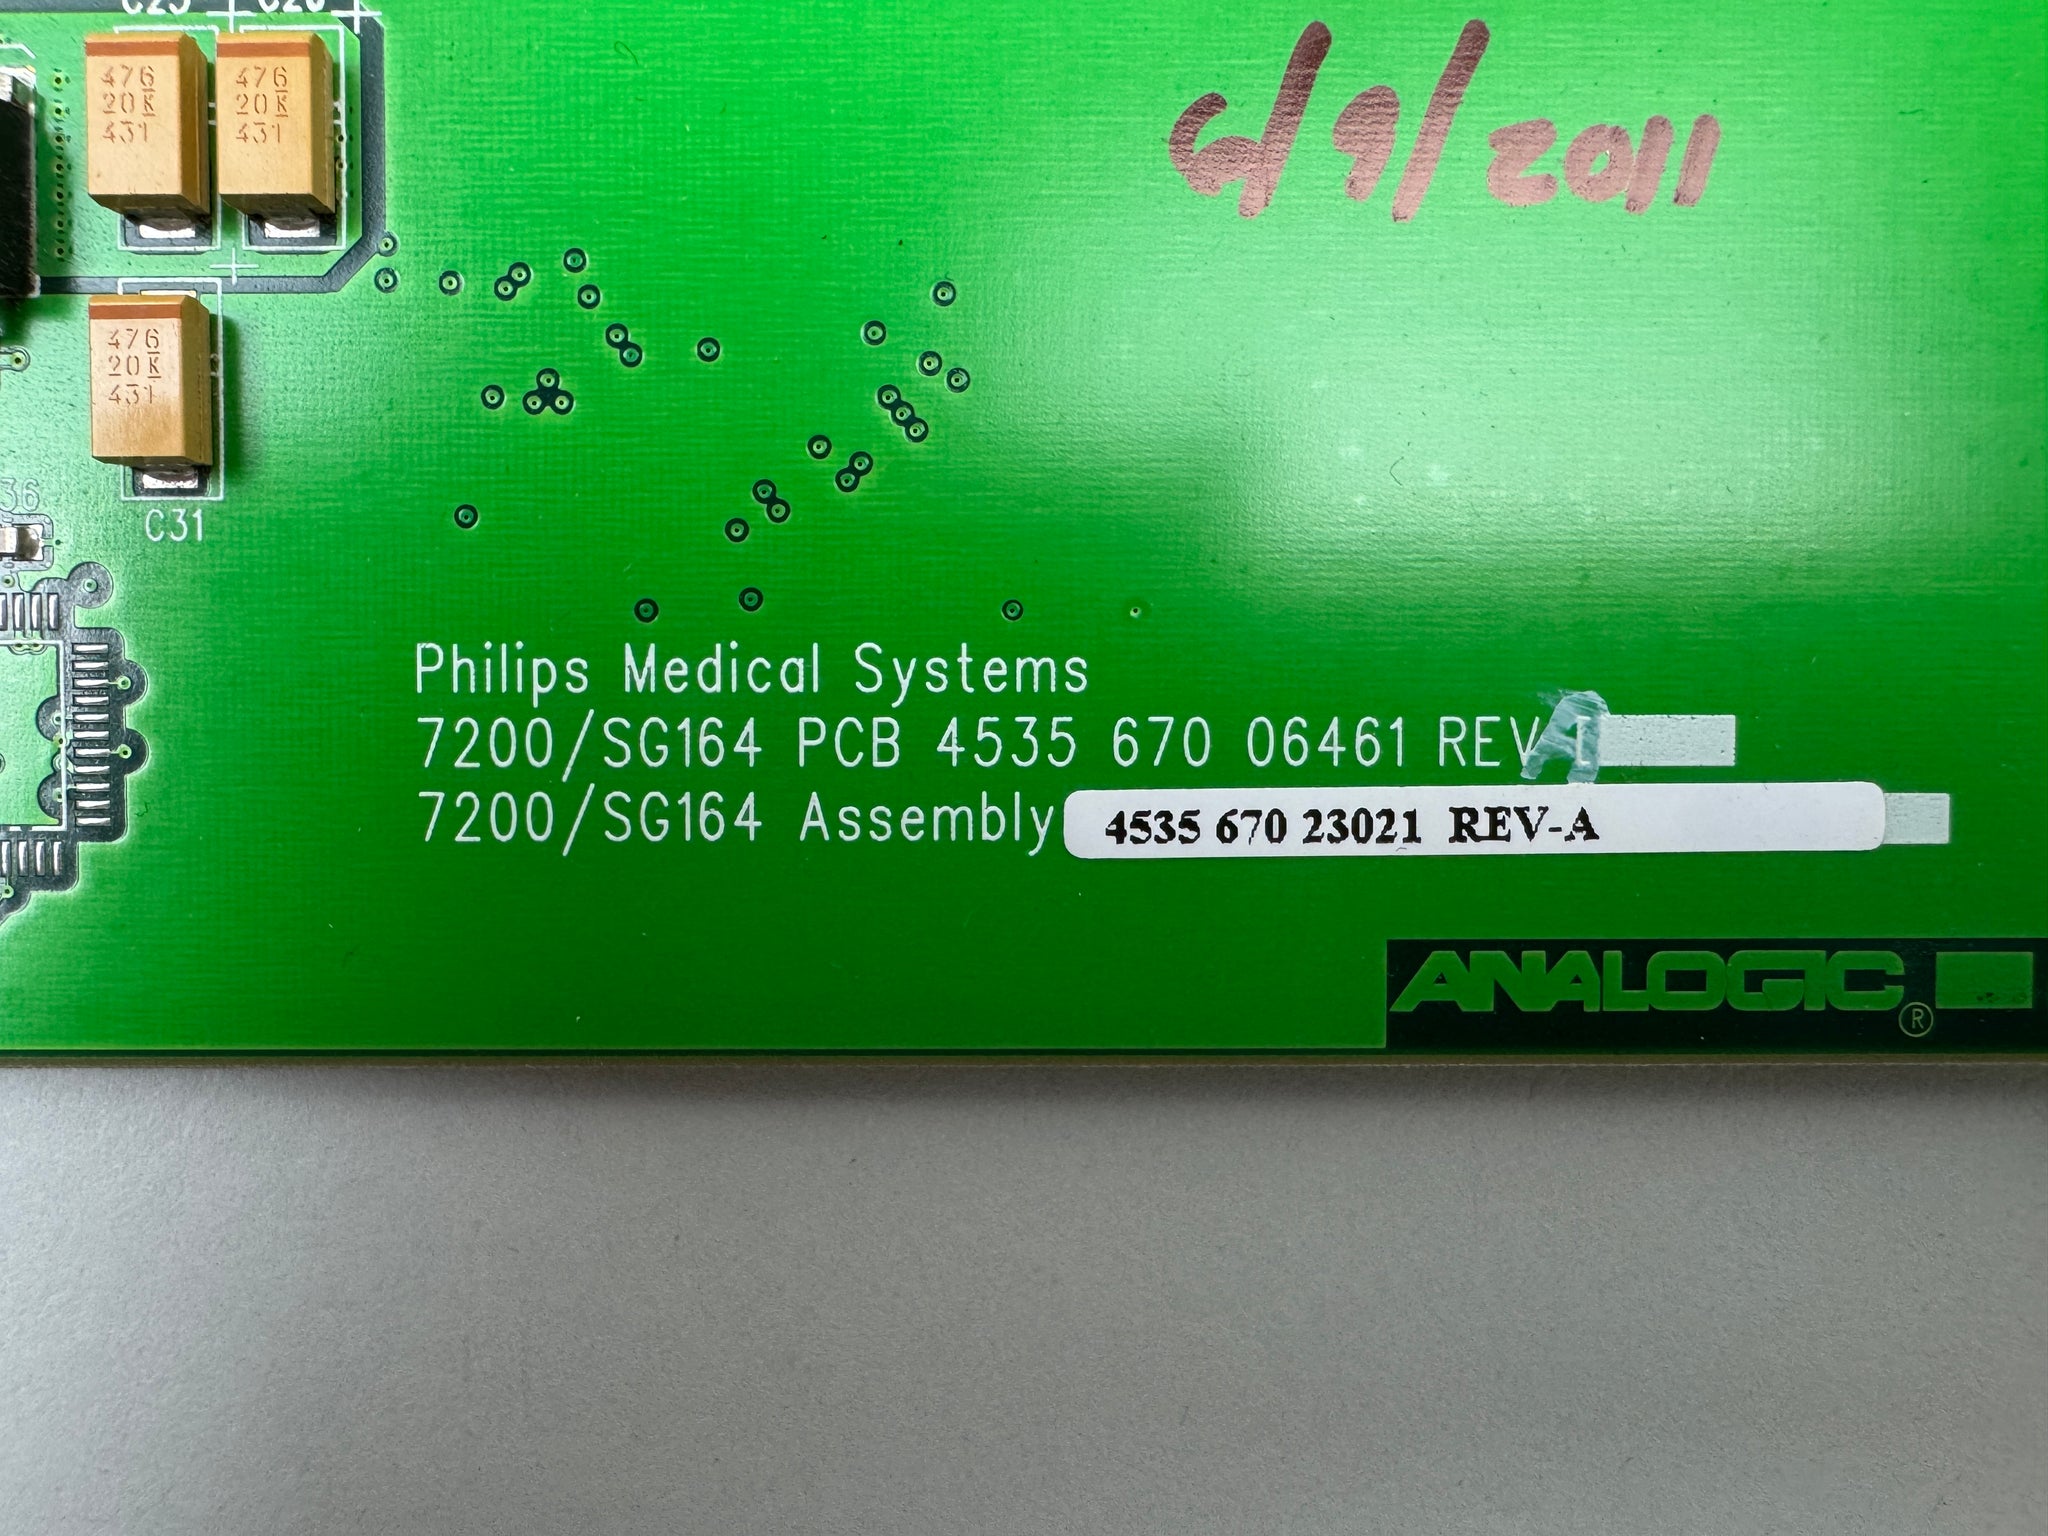 476
20K
431
476
20K
431
6/9/2011
476
20K
431
36
C31
Philips Medical Systems
7200/SG164 PCB 4535 670 06461 REV
7200/SG164 Assembly 4535 670 23021 REV-A
ANALOGIC ®